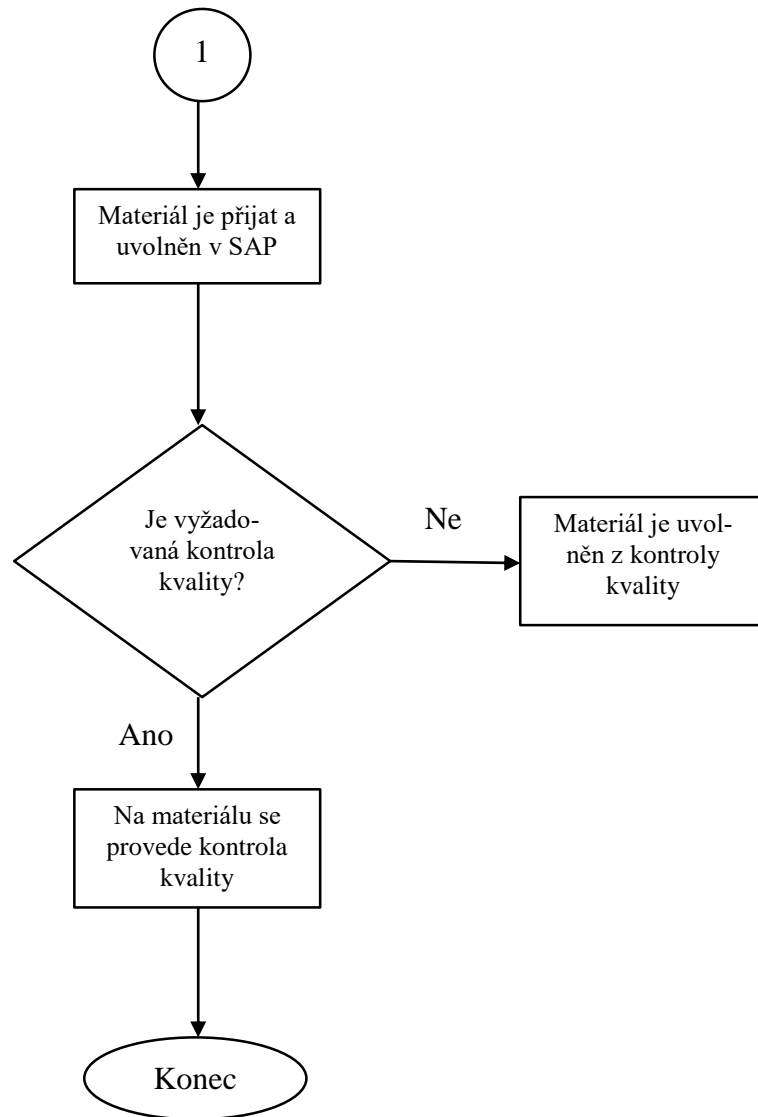 1
Materiál je přijat a
uvolněn v SAP
Je vyžado-
vaná kontrola
kvality?
Ne
Materiál je uvol-
něn z kontroly
kvality
Ano
Na materiálu se
provede kontrola
kvality
Konec